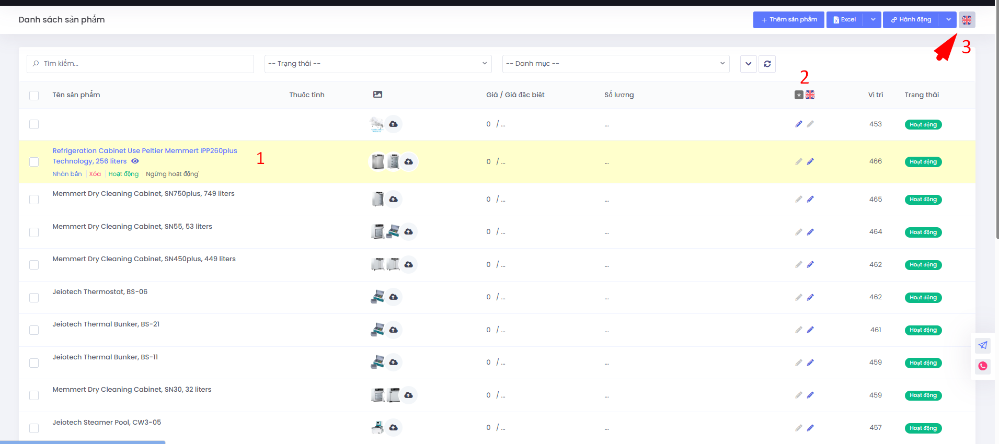 Danh sách sản phẩm
+ Thêm sản phẩm
Excel
Hành động
3
Tìm kiếm...
-- Trạng thái --
-- Danh mục --
2
Tên sản phẩm
Thuộc tính
Giá / Giá đặc biệt
Số lượng
Vị trí
Trạng thái
0 / ...
...
453
Hoạt động
Refrigeration Cabinet Use Peltier Memmert IPP260plus
Technology, 256 liters
Nhân bản
Xóa
Hoạt động
Ngừng hoạt động
1
0 / ...
...
466
Hoạt động
Memmert Dry Cleaning Cabinet, SN750plus, 749 liters
0 / ...
...
465
Hoạt động
Memmert Dry Cleaning Cabinet, SN55, 53 liters
0 / ...
...
464
Hoạt động
Memmert Dry Cleaning Cabinet, SN450plus, 449 liters
0 / ...
...
462
Hoạt động
Jeiotech Thermostat, BS-06
0 / ...
...
462
Hoạt động
Jeiotech Thermal Bunker, BS-21
0 / ...
...
461
Hoạt động
Jeiotech Thermal Bunker, BS-11
0 / ...
...
459
Hoạt động
Memmert Dry Cleaning Cabinet, SN30, 32 liters
0 / ...
...
459
Hoạt động
Jeiotech Steamer Pool, CW3-05
0 / ...
...
457
Hoạt động